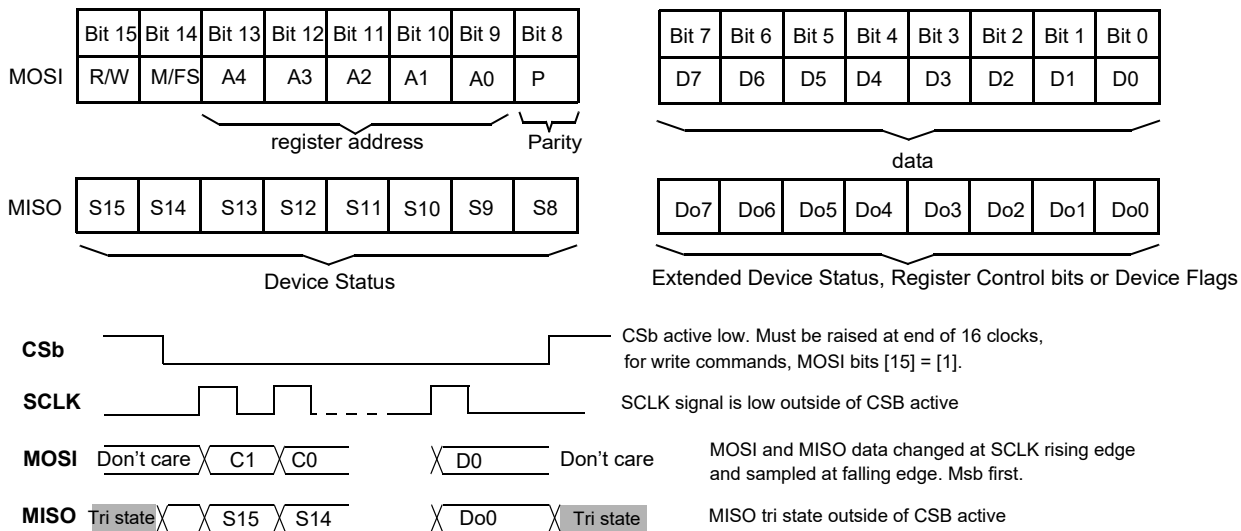 Bit 15 Bit 14 Bit 13 Bit 12 Bit 11 Bit 10 Bit 9 Bit 8 Bit 7 Bit 6 Bit 5 Bit 4 Bit 3 Bit 2 Bit 1 Bit 0
MOSI R/W M/FS A4 A3 A2 A1 A0 P D7 D6 D5 D4 D3 D2 D1 D0
register address Parity
data
MISO S15 S14 S13 S12 S11 S10 S9 S8 Do7 Do6 Do5 Do4 Do3 Do2 Do1 Do0
Device Status Extended Device Status, Register Control bits or Device Flags
CSb CSb active low. Must be raised at end of 16 clocks,
for write commands, MOSI bits [15] = [1].
SCLK SCLK signal is low outside of CSB active
MOSI Don't care C1 C0 D0 Don't care MOSI and MISO data changed at SCLK rising edge
and sampled at falling edge. Msb first.
MISO Tri state S15 S14 Do0 Tri state MISO tri state outside of CSB active